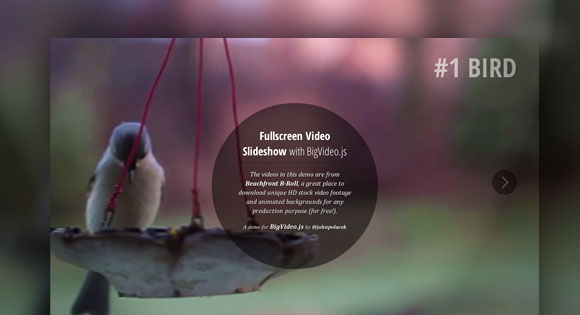 #1 BIRD
Fullscreen Video
Slideshow with BigVideo.js
The videos in this demo are from
Beachfront B-Roll, a great place to
download unique HD stock video footage
and animated backgrounds for any
production purpose (for free!).
A demo for BigVideo.js by @johnpolacek